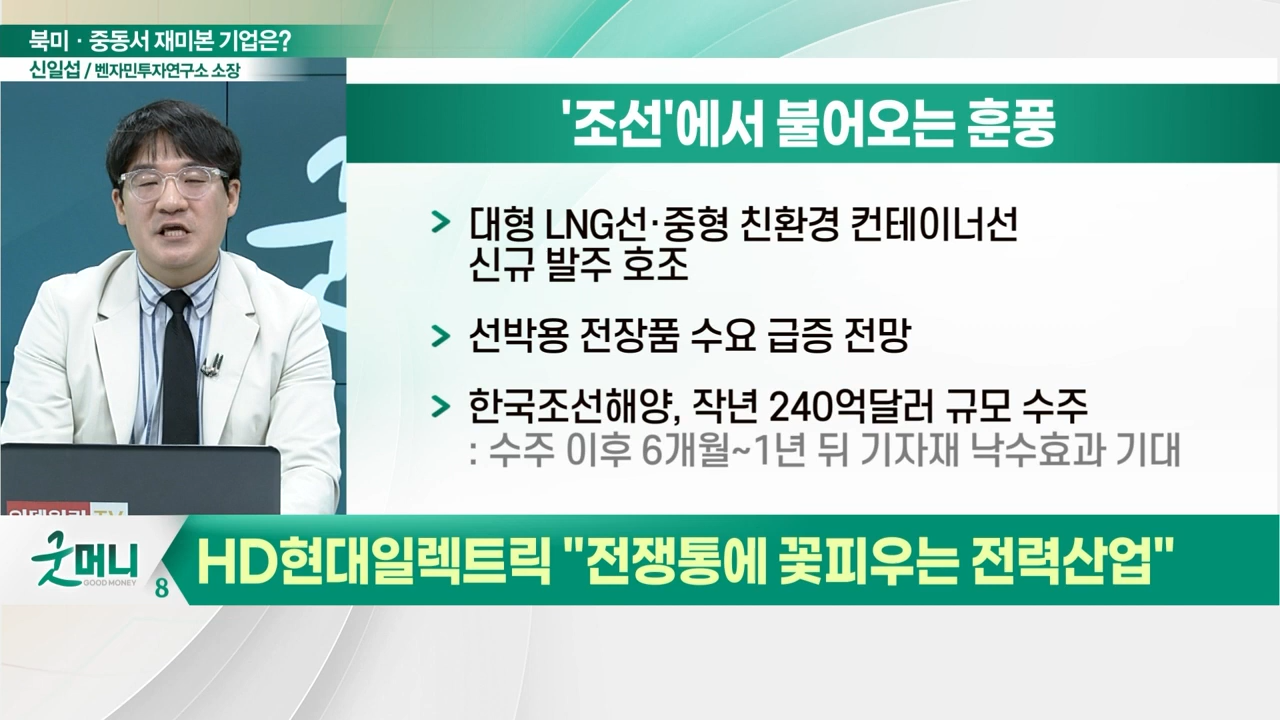 북미 · 중동서 재미본 기업은?
신일섭 / 벤자민투자연구소 소장
'조선'에서 불어오는 훈풍
> 대형 LNG선·중형 친환경 컨테이너선
신규 발주 호조
> 선박용 전장품 수요 급증 전망
> 한국조선해양, 작년 240억달러 규모 수주
: 수주 이후 6개월~1년 뒤 기자재 낙수효과 기대
굿머니
GOOD MONEY
8
HD현대일렉트릭 "전쟁통에 꽃피우는 전력산업"